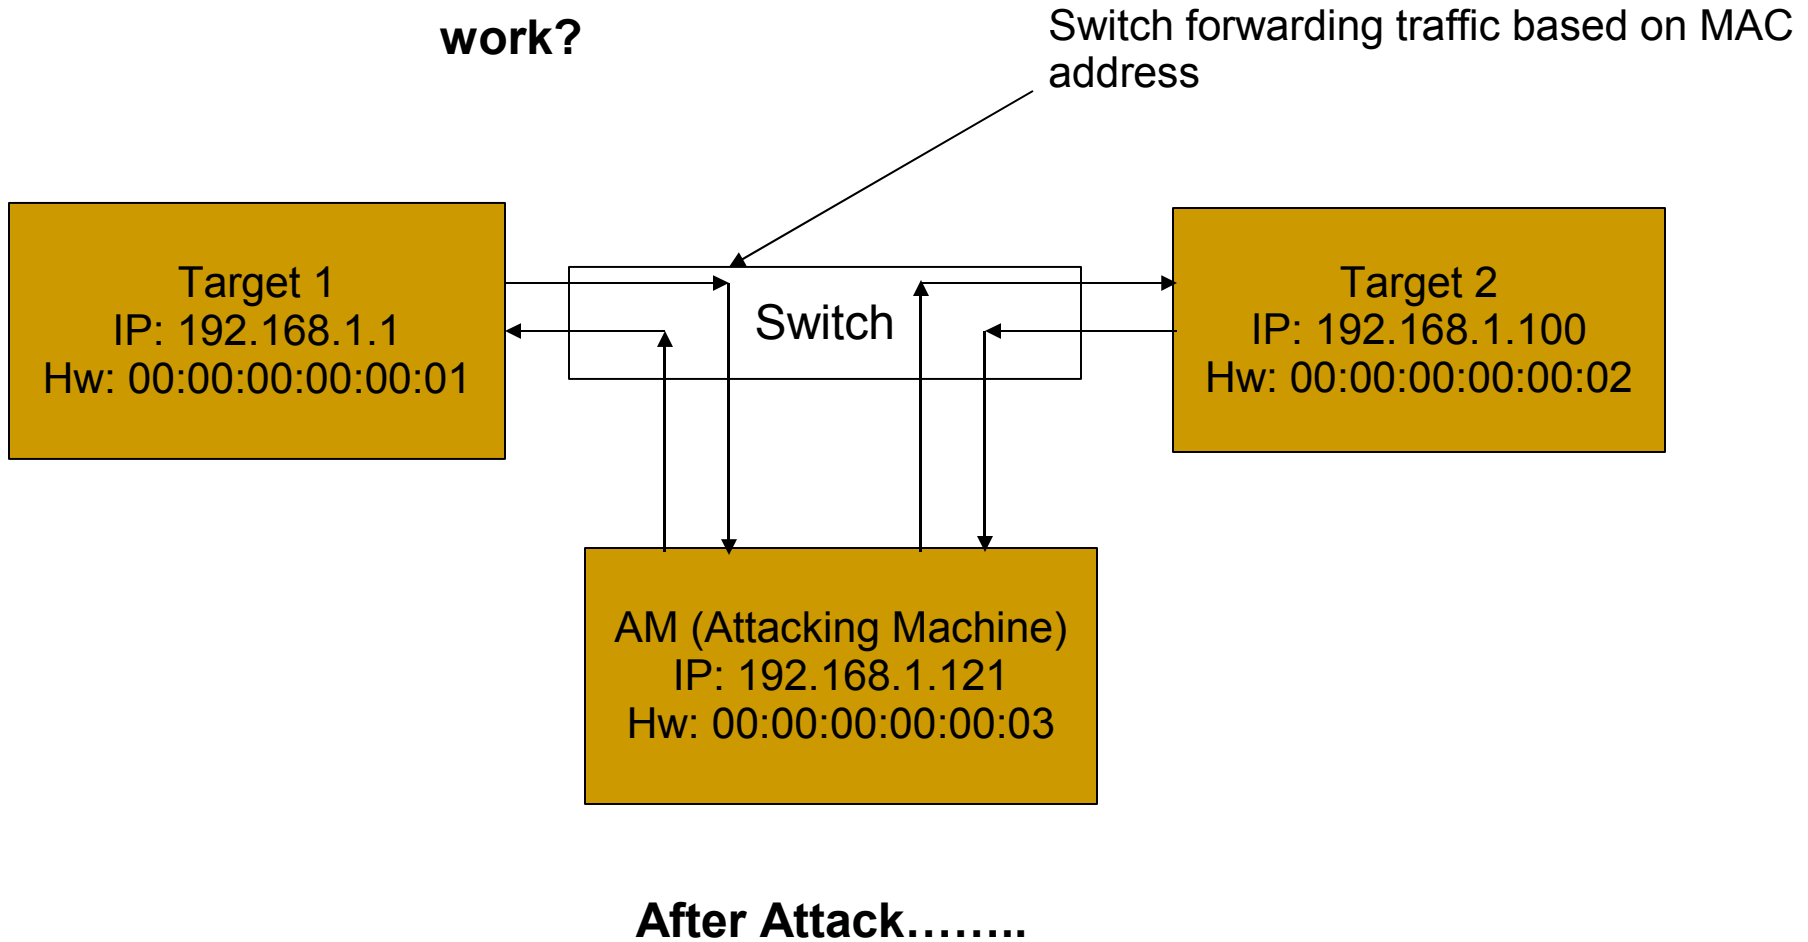 work?
Switch forwarding traffic based on MAC
address
Target 1
IP: 192.168.1.1
Hw: 00:00:00:00:00:01
Switch
Target 2
IP: 192.168.1.100
Hw: 00:00:00:00:00:02
AM (Attacking Machine)
IP: 192.168.1.121
Hw: 00:00:00:00:00:03
After Attack……..